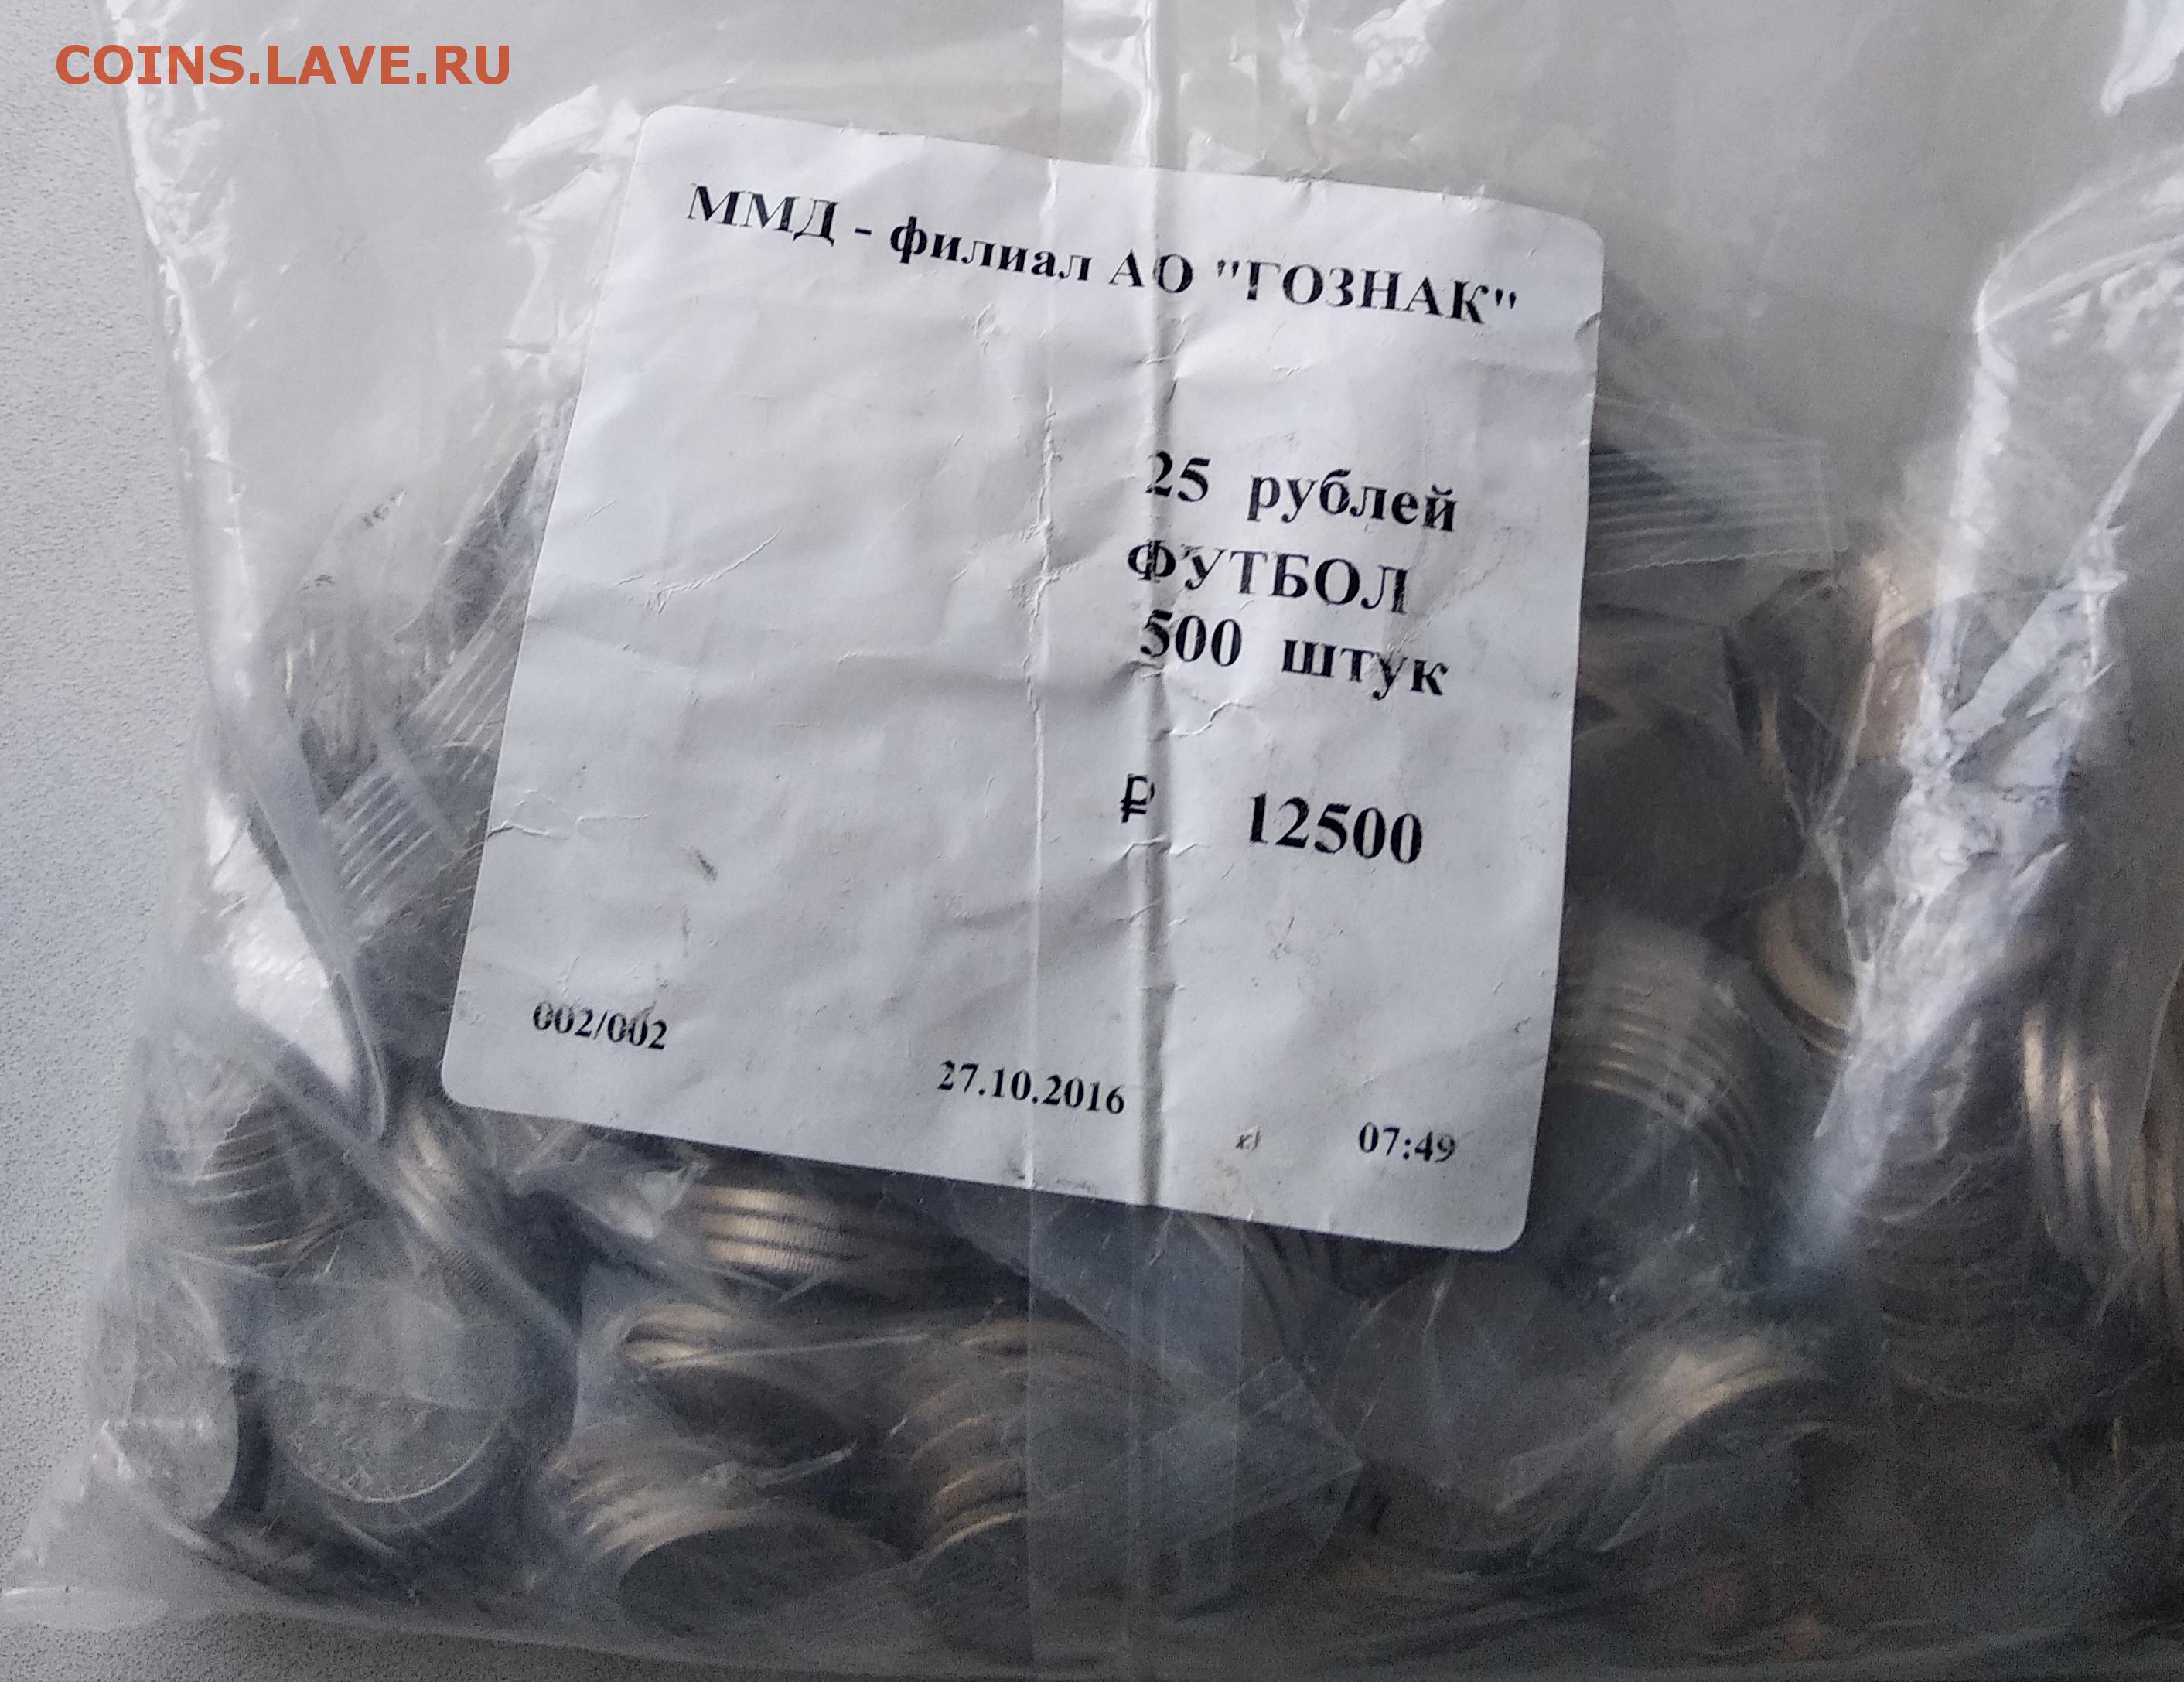 COINS.LAVE.RU
ММД - филиал АО "ГОЗНАК"
25 рублей
ФУТБОЛ
500 штук
₽ 12500
002/002
27.10.2016
07:49